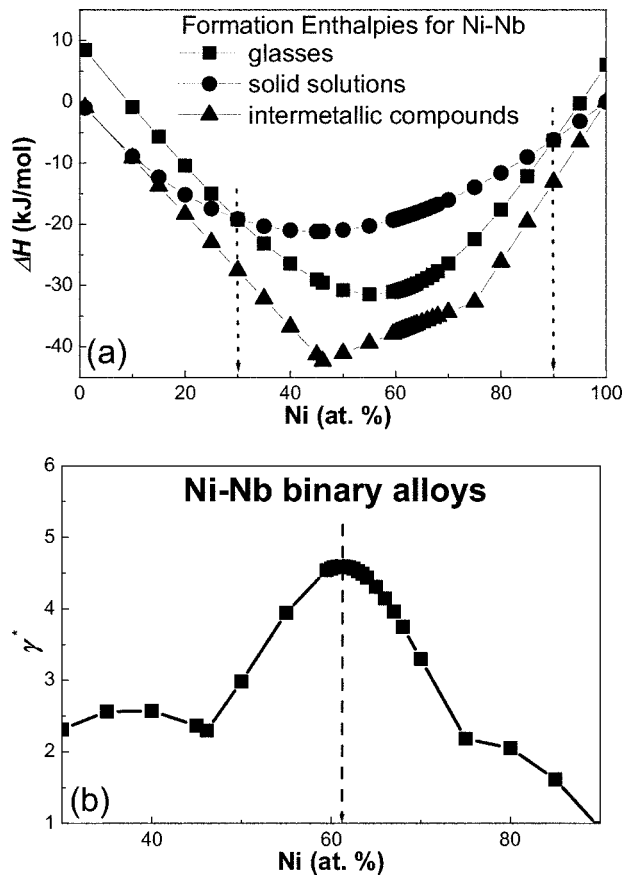 Formation Enthalpies for Ni-Nb
glasses
solid solutions
intermetallic compounds
10
0
-10
-20
-30
-40
ΔH (kJ/mol)
(a)
0 20 40 60 80 100
Ni (at. %)
Ni-Nb binary alloys
6
5
4
3
2
1
γ*
(b)
40 60 80
Ni (at. %)